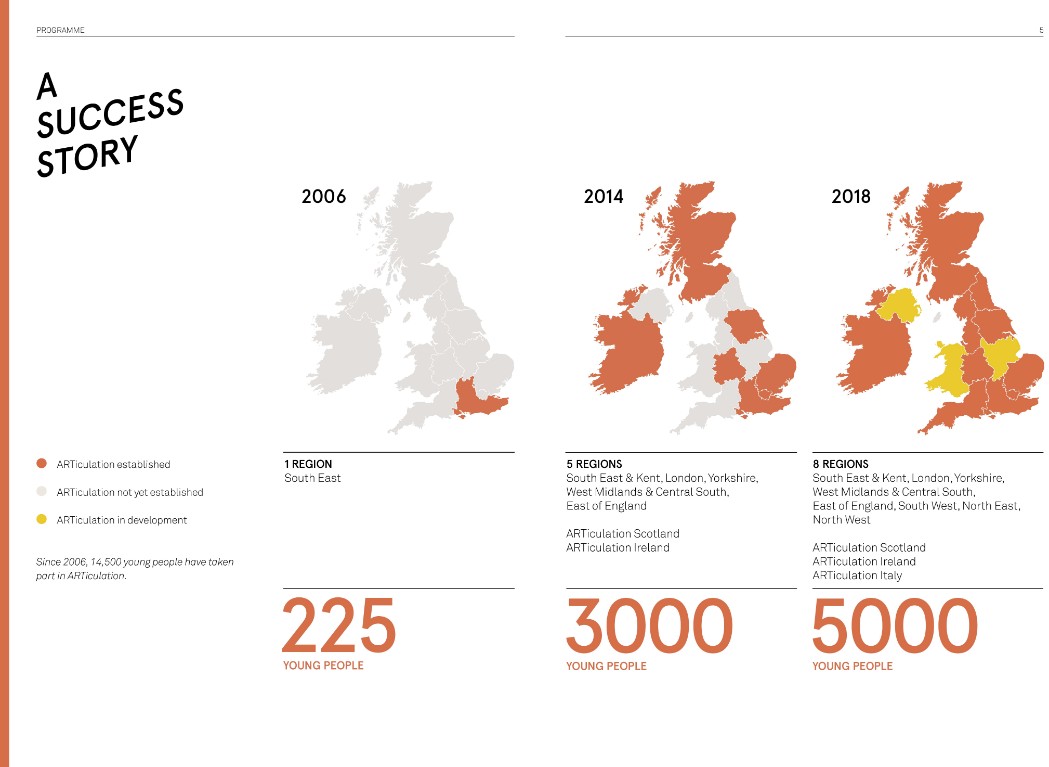 PROGRAMME
5
A
SUCCESS
STORY
2006
2014
2018
ARTiculation established
ARTiculation not yet established
ARTiculation in development
Since 2006, 14,500 young people have taken
part in ARTiculation.
1 REGION
South East
225
YOUNG PEOPLE
5 REGIONS
South East & Kent, London, Yorkshire,
West Midlands & Central South,
East of England
ARTiculation Scotland
ARTiculation Ireland
3000
YOUNG PEOPLE
8 REGIONS
South East & Kent, London, Yorkshire,
West Midlands & Central South,
East of England, South West, North East,
North West
ARTiculation Scotland
ARTiculation Ireland
ARTiculation Italy
5000
YOUNG PEOPLE